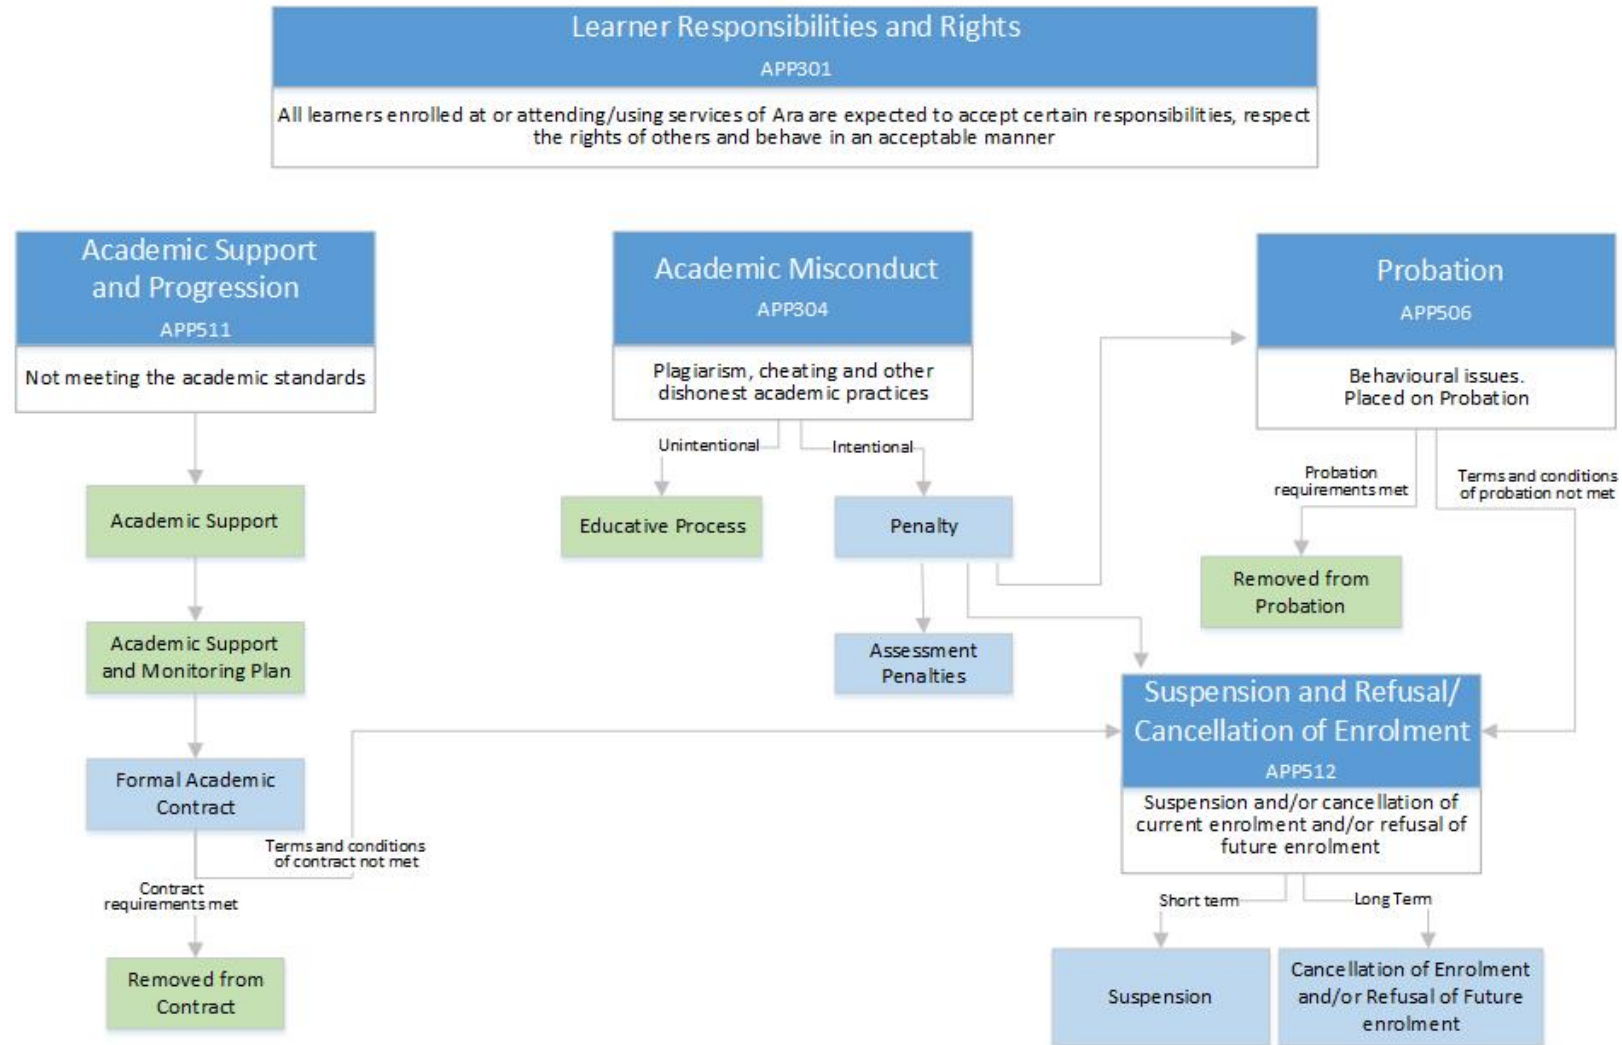 Learner Responsibilities and Rights
APP301
All learners enrolled at or attending/using services of Ara are expected to accept certain responsibilities, respect
the rights of others and behave in an acceptable manner
Academic Support
and Progression
APP511
Not meeting the academic standards
Academic Support
Academic Support
and Monitoring Plan
Formal Academic
Contract
Terms and conditions
of contract not met
Contract
requirements met
Removed from
Contract
Academic Misconduct
APP304
Plagiarism, cheating and other
dishonest academic practices
Unintentional
Intentional
Educative Process
Penalty
Assessment
Penalties
Probation
APP506
Behavioural issues.
Placed on Probation
Probation
requirements met
Terms and conditions
of probation not met
Removed from
Probation
Suspension and Refusal/
Cancellation of Enrolment
APP512
Suspension and/or cancellation of
current enrolment and/or refusal of
future enrolment
Short term
Long Term
Suspension
Cancellation of Enrolment
and/or Refusal of Future
enrolment